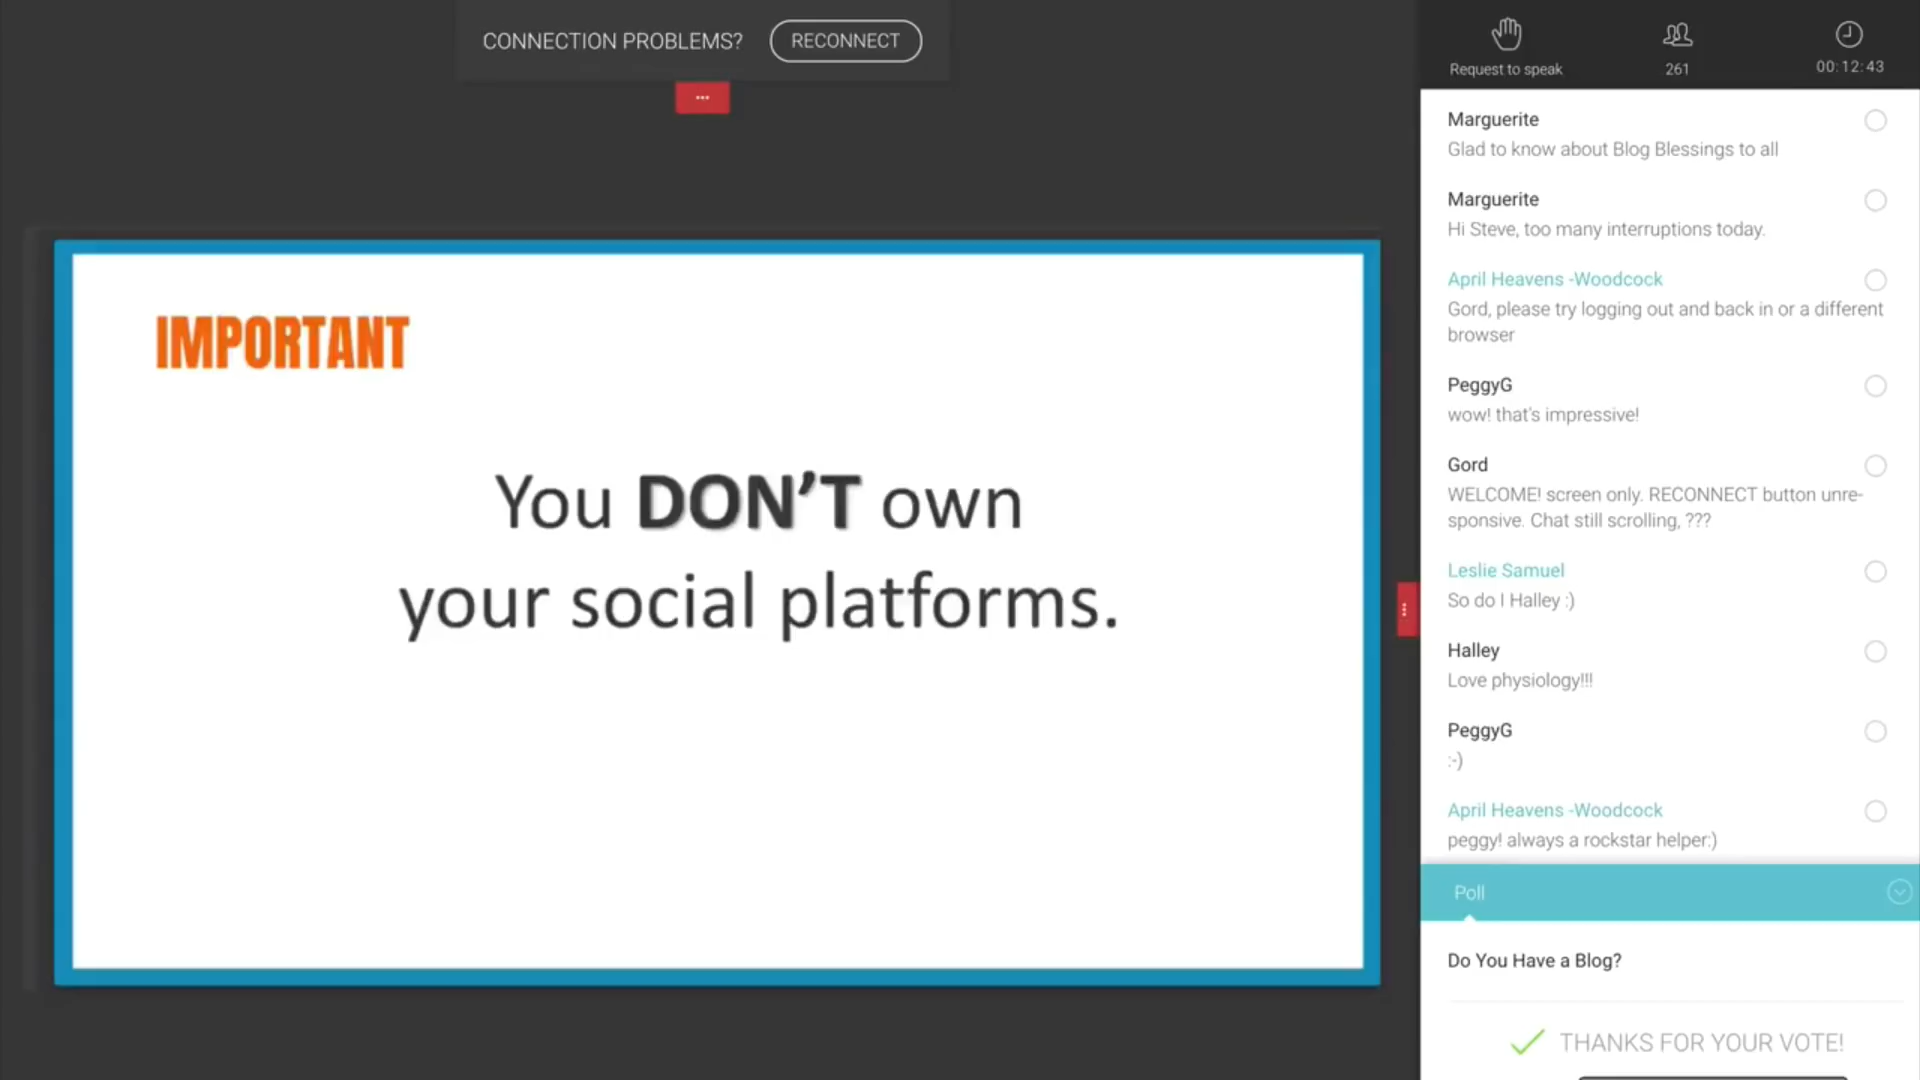 CONNECTION PROBLEMS? RECONNECT
Request to speak
261
00:12:43
IMPORTANT
You DON'T own
your social platforms.
Marguerite
Glad to know about Blog Blessings to all
Marguerite
Hi Steve, too many interruptions today.
April Heavens -Woodcock
Gord, please try logging out and back in or a different
browser
PeggyG
wow! that's impressive!
Gord
WELCOME! screen only. RECONNECT button unre-
sponsive. Chat still scrolling, ???
Leslie Samuel
So do I Halley :)
Halley
Love physiology!!!
PeggyG
:-)
April Heavens -Woodcock
peggy! always a rockstar helper:)
Poll
Do You Have a Blog?
THANKS FOR YOUR VOTE!